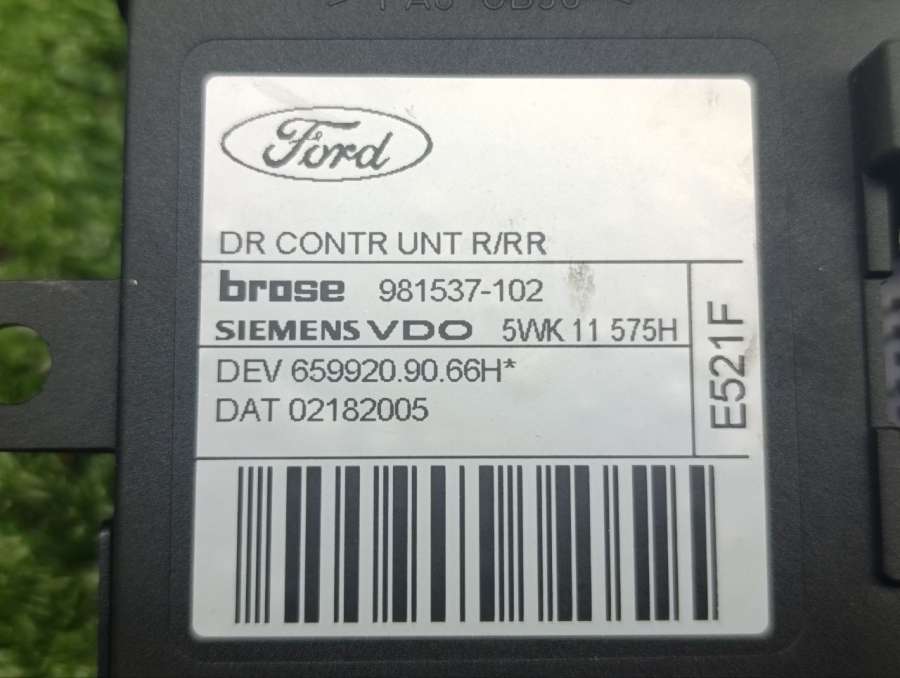 Ford
DR CONTR UNT R/RR
brose 981537-102
SIEMENS VDO 5WK 11 575H
DEV 659920.90.66H*
DAT 02182005
E521F